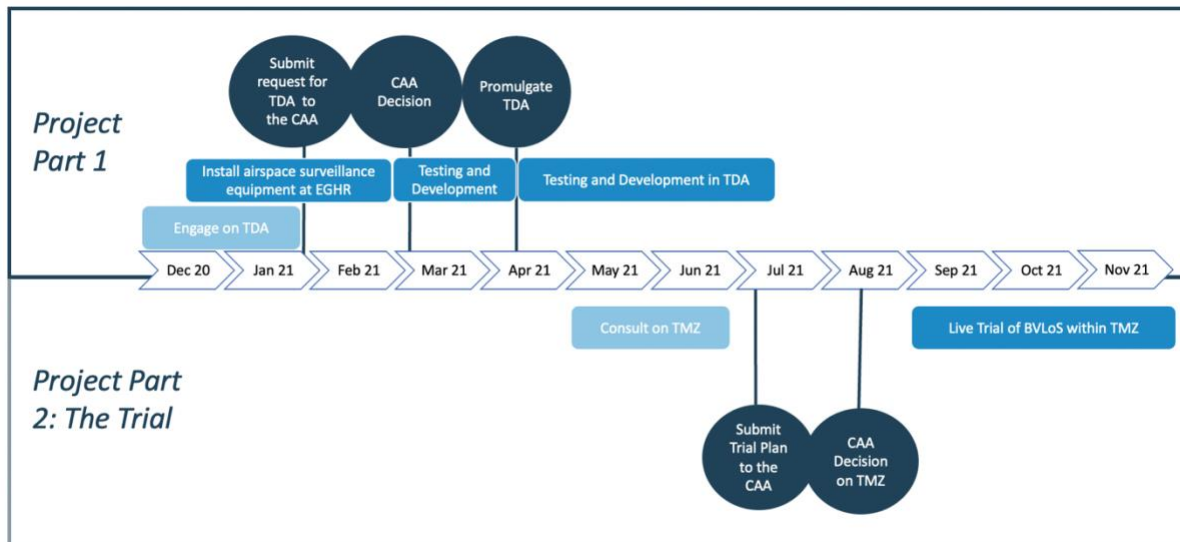 Project
Part 1
Submit
request for
TDA to
the CAA
CAA
Decision
Promulgate
TDA
Install airspace surveillance
equipment at EGHR
Testing and
Development
Testing and Development in TDA
Engage on TDA
Dec 20
Jan 21
Feb 21
Mar 21
Apr 21
May 21
Jun 21
Jul 21
Aug 21
Sep 21
Oct 21
Nov 21
Consult on TMZ
Live Trial of BVLoS within TMZ
Project Part
2: The Trial
Submit
Trial Plan
to the
CAA
CAA
Decision
on TMZ